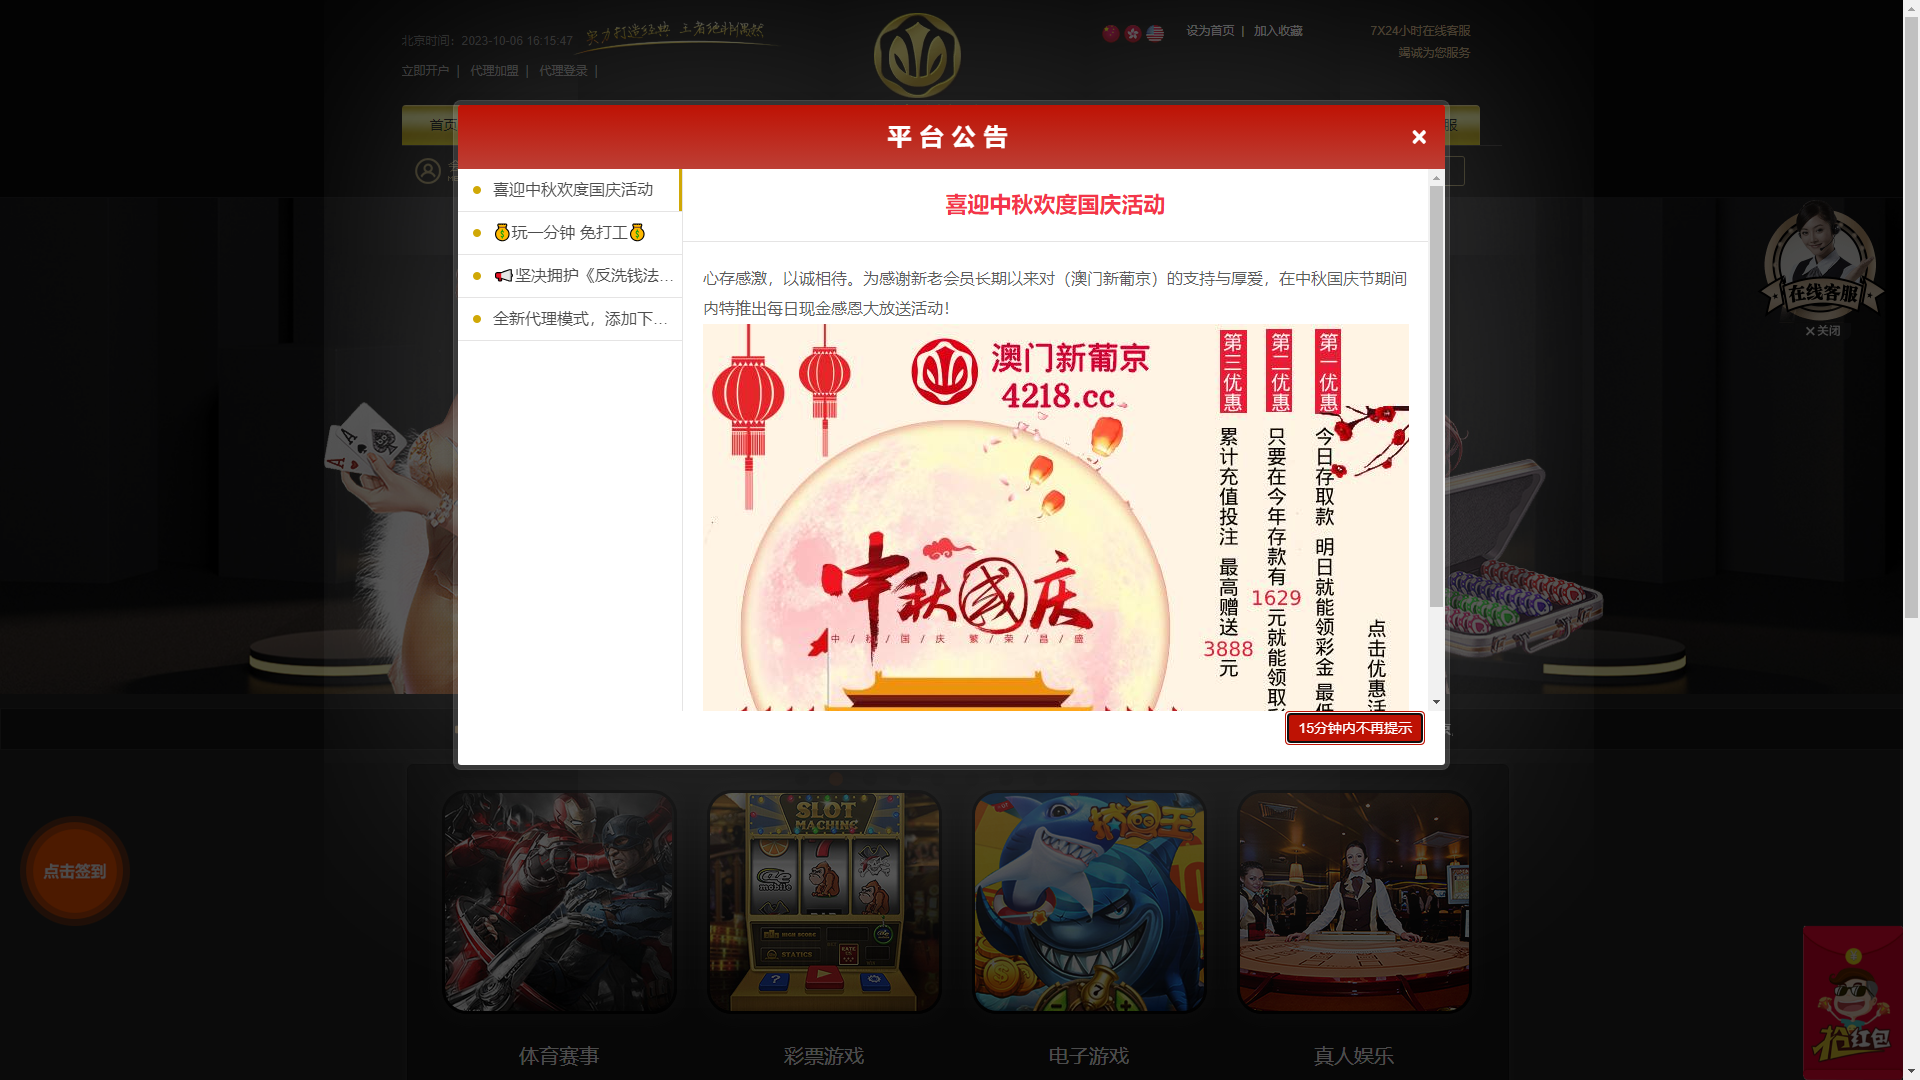 北京时间：2023-10-06 16:15:47
实力打造经典 王者绝非偶然
设为首页 | 加入收藏
7X24小时在线客服
竭诚为您服务
立即开户 | 代理加盟 | 代理登录 |
首页
服
平台公告
喜迎中秋欢度国庆活动
玩一分钟 免打工
坚决拥护《反洗钱法...
全新代理模式，添加下...
喜迎中秋欢度国庆活动
心存感激，以诚相待。为感谢新老会员长期以来对（澳门新葡京）的支持与厚爱，在中秋国庆节期间
内特推出每日现金感恩大放送活动！
澳门新葡京
4218.cc
中秋国庆
中/秋/国/庆 繁/荣/昌/盛
第一优惠
今日存取款 明日就能领彩金 最低
第二优惠
只要在今年存款有1629元就能领取
第三优惠
累计充值投注 最高赠送3888元
点击优惠活
15分钟内不再提示
在线客服
关闭
点击签到
SLOT
MACHINE
HIGH SCORE
STATICS
捕鱼王
体育赛事
彩票游戏
电子游戏
真人娱乐
抢红包